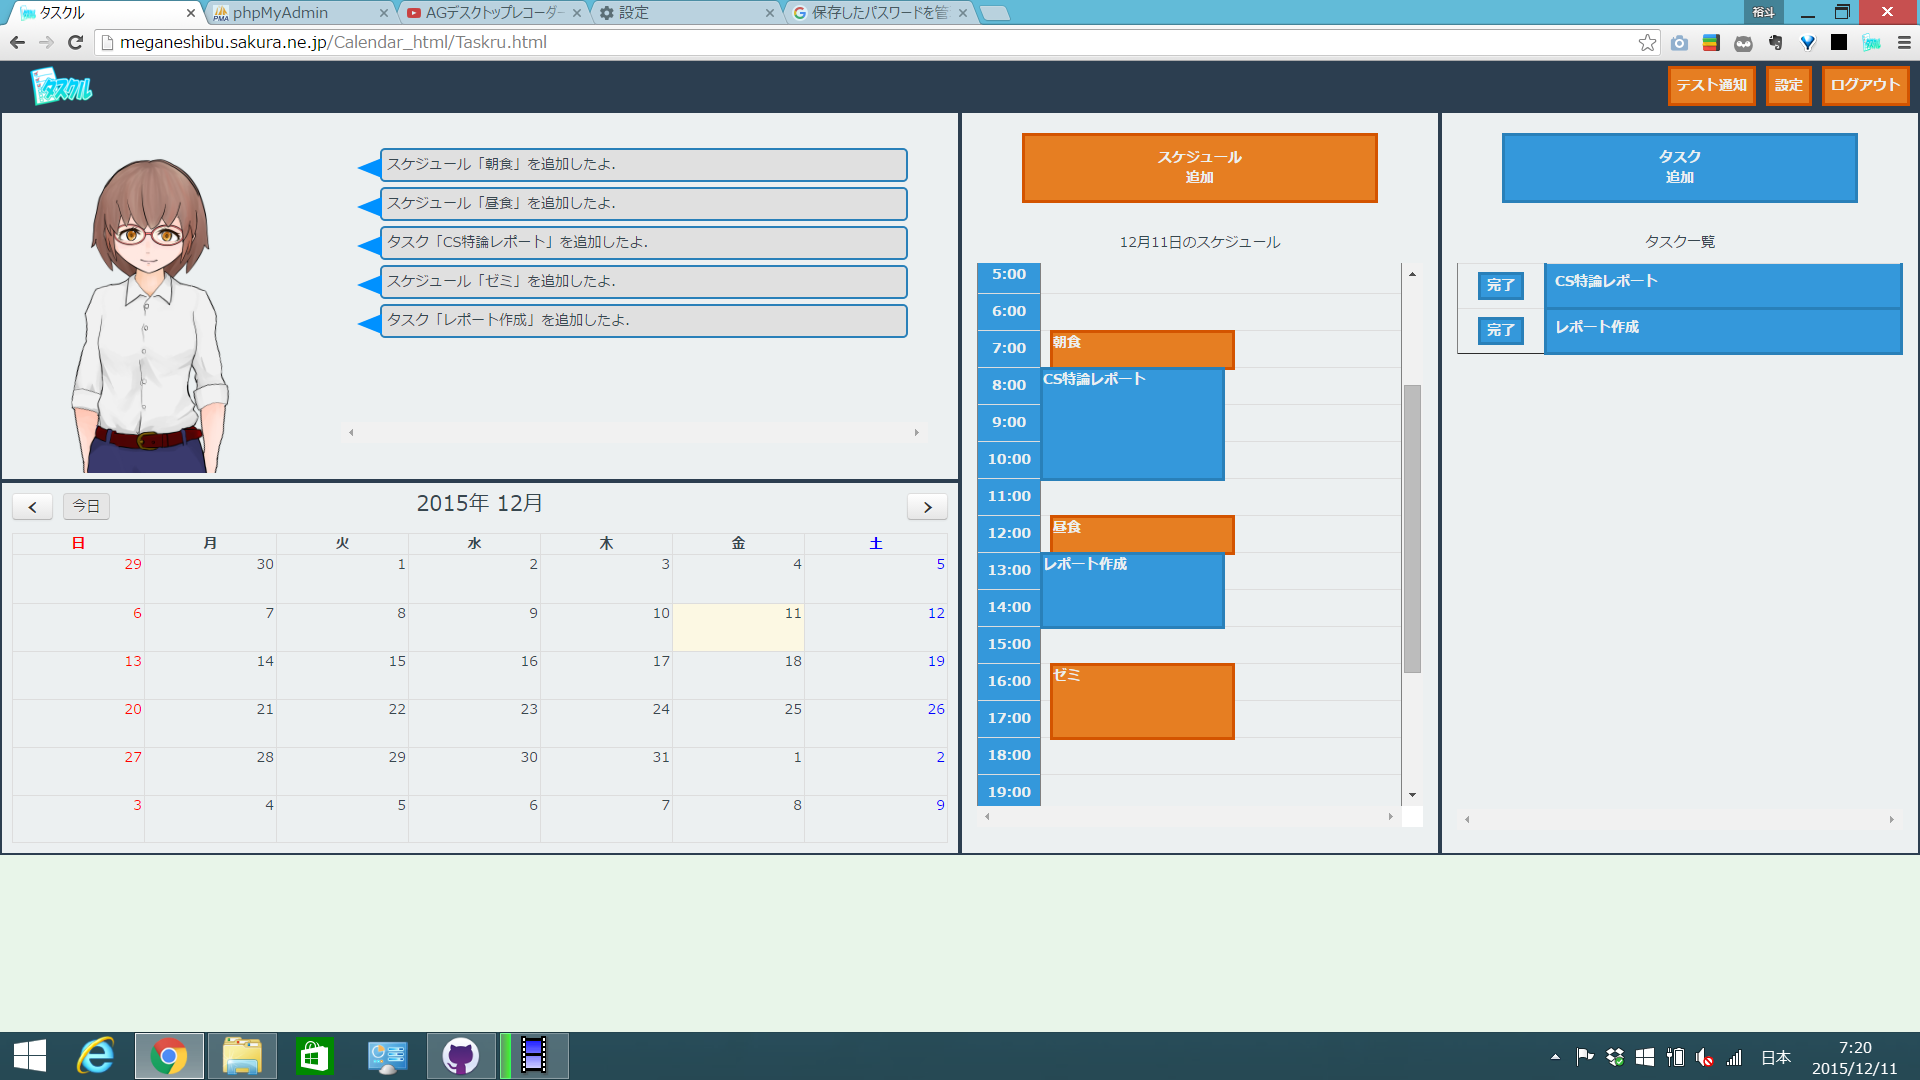 タスクル
phpMyAdmin
AGデスクトップレコーダー
設定
保存したパスワードを管
裕斗
meganeshibu.sakura.ne.jp/Calendar_html/Taskru.html
タスクル
テスト通知
設定
ログアウト
スケジュール「朝食」を追加したよ.
スケジュール「昼食」を追加したよ.
タスク「CS特論レポート」を追加したよ.
スケジュール「ゼミ」を追加したよ.
タスク「レポート作成」を追加したよ.
今日
2015年 12月
日 月 火 水 木 金 土
29 30 1 2 3 4 5
6 7 8 9 10 11 12
13 14 15 16 17 18 19
20 21 22 23 24 25 26
27 28 29 30 31 1 2
3 4 5 6 7 8 9
スケジュール
追加
12月11日のスケジュール
5:00
6:00
7:00
朝食
8:00
CS特論レポート
9:00
10:00
11:00
12:00
昼食
13:00
レポート作成
14:00
15:00
16:00
ゼミ
17:00
18:00
19:00
タスク
追加
タスク一覧
完了
CS特論レポート
完了
レポート作成
日本
7:20
2015/12/11